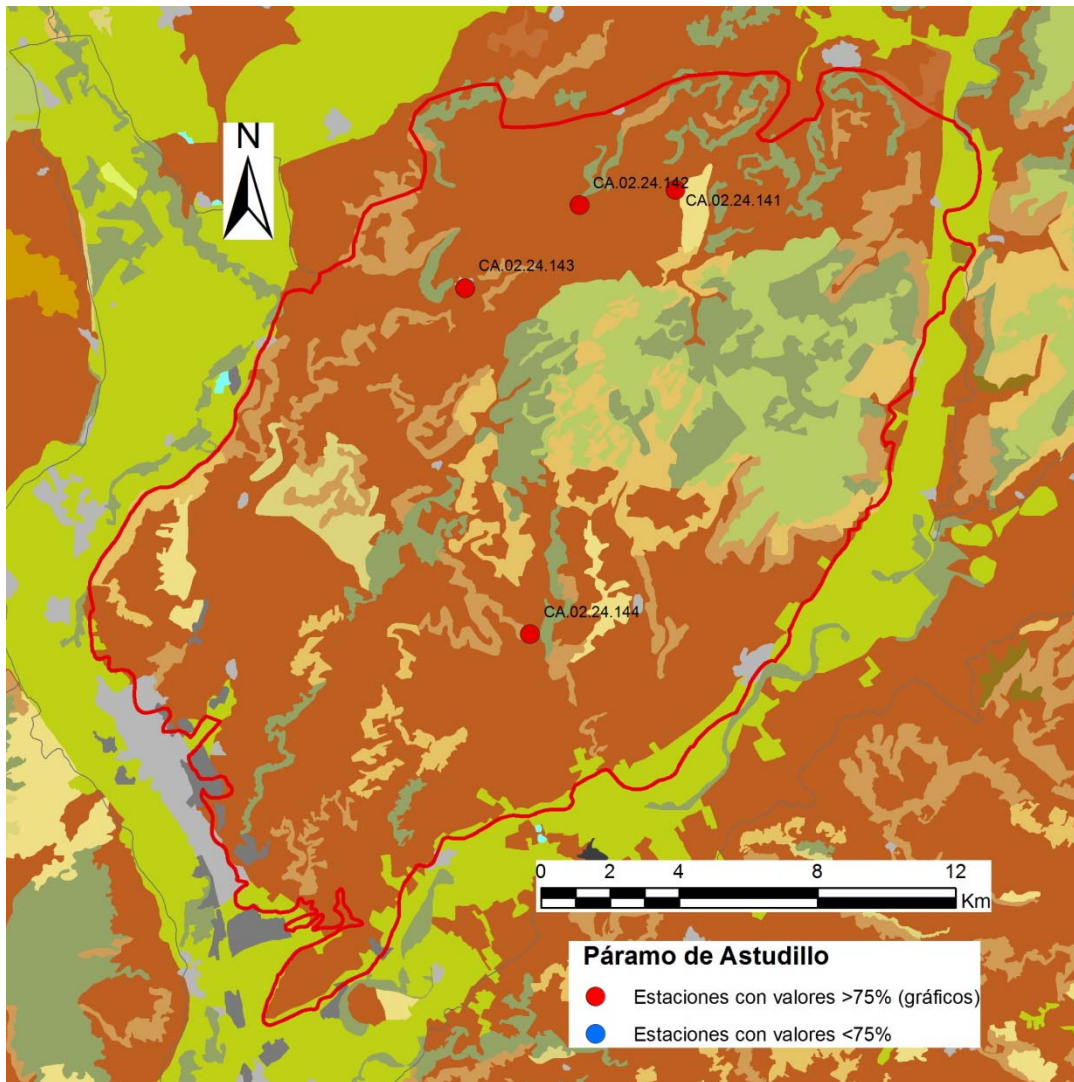 N
CA.02.24.142
CA.02.24.141
CA.02.24.143
CA.02.24.144
0 2 4 8 12
Km
Páramo de Astudillo
Estaciones con valores >75% (gráficos)
Estaciones con valores <75%